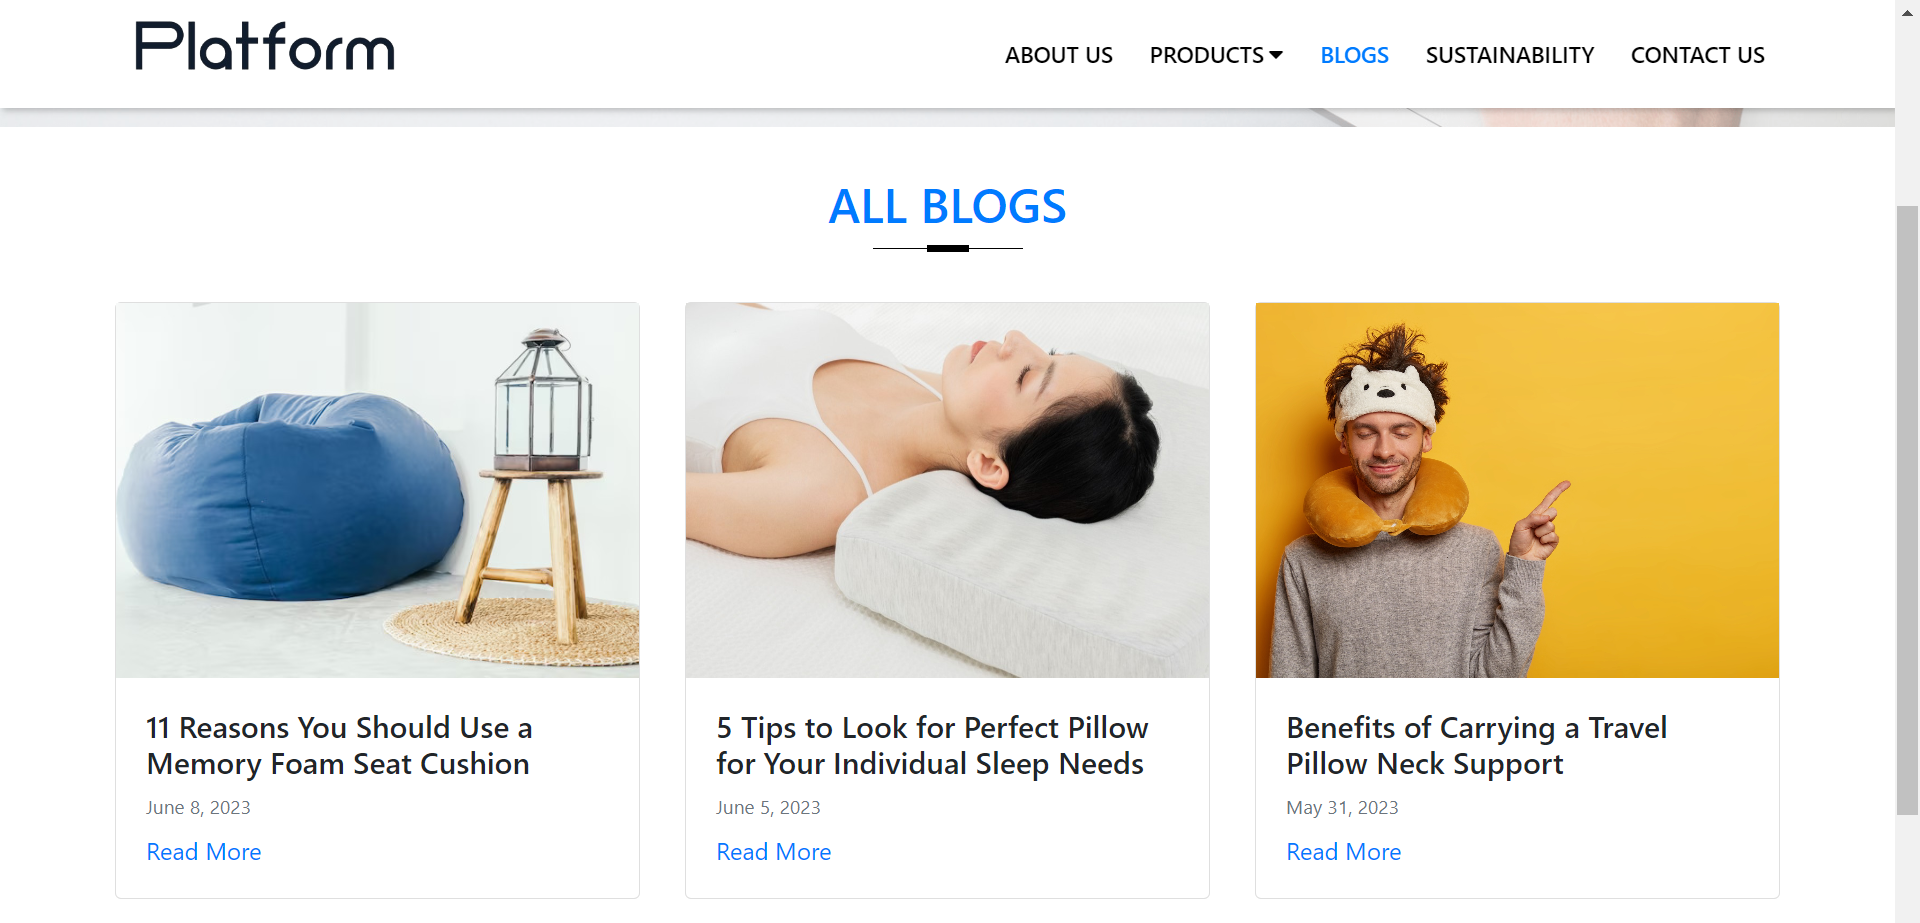 Platform
ABOUT US
PRODUCTS
BLOGS
SUSTAINABILITY
CONTACT US
ALL BLOGS
11 Reasons You Should Use a
Memory Foam Seat Cushion
June 8, 2023
Read More
5 Tips to Look for Perfect Pillow
for Your Individual Sleep Needs
June 5, 2023
Read More
Benefits of Carrying a Travel
Pillow Neck Support
May 31, 2023
Read More